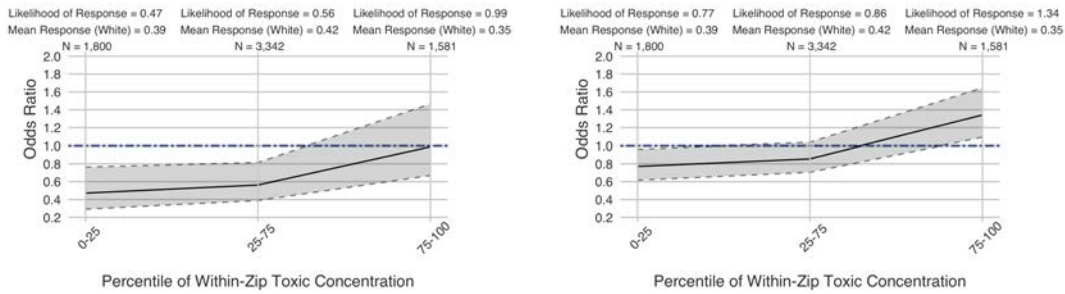 Likelihood of Response = 0.47 Likelihood of Response = 0.56 Likelihood of Response = 0.99
Mean Response (White) = 0.39 Mean Response (White) = 0.42 Mean Response (White) = 0.35
N = 1,800 N = 3,342 N = 1,581
2.0
1.8
1.6
1.4
1.2
1.0
0.8
0.6
0.4
0.2
Odds Ratio
0-25 25-75 75-100
Percentile of Within-Zip Toxic Concentration
Likelihood of Response = 0.77 Likelihood of Response = 0.86 Likelihood of Response = 1.34
Mean Response (White) = 0.39 Mean Response (White) = 0.42 Mean Response (White) = 0.35
N = 1,800 N = 3,342 N = 1,581
2.0
1.8
1.6
1.4
1.2
1.0
0.8
0.6
0.4
0.2
Odds Ratio
0-25 25-75 75-100
Percentile of Within-Zip Toxic Concentration